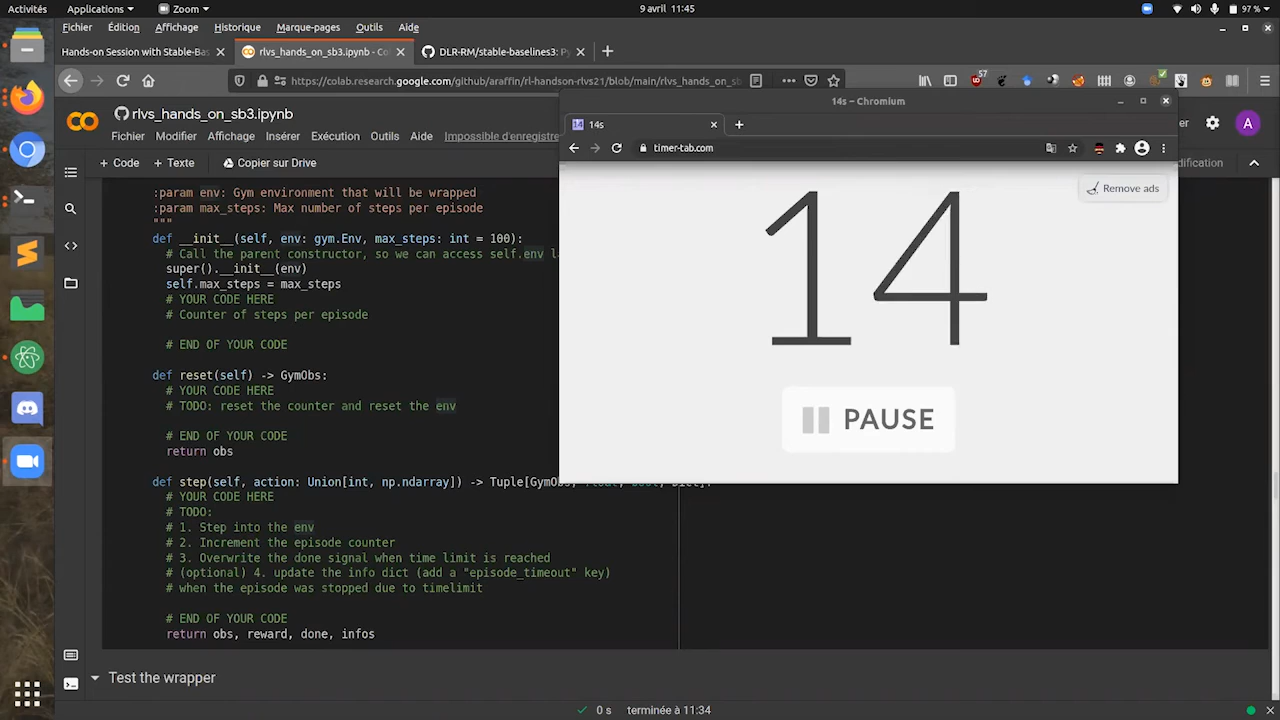 Activités Applications Zoom 9 avril 11:45 97 %
Fichier Édition Affichage Historique Marque-pages Outils Aide
Hands-on Session with Stable-Bas rlvs_hands_on_sb3.ipynb - Co DLR-RM/stable-baselines3: Py
https://colab.research.google.com/github/araffin/rl-handson-rlvs21/blob/main/rlvs_hands_on_s 57
14s – Chromium
rlvs_hands_on_sb3.ipynb er A
14 14s
Fichier Modifier Affichage Insérer Exécution Outils Aide Impossible d'enregistre
timer-tab.com
+ Code + Texte Copier sur Drive dification
Remove ads
14
PAUSE
:param env: Gym environment that will be wrapped
:param max_steps: Max number of steps per episode
"""
def __init__(self, env: gym.Env, max_steps: int = 100):
# Call the parent constructor, so we can access self.env l
super().__init__(env)
self.max_steps = max_steps
# YOUR CODE HERE
# Counter of steps per episode
# END OF YOUR CODE
def reset(self) -> GymObs:
# YOUR CODE HERE
# TODO: reset the counter and reset the env
# END OF YOUR CODE
return obs
def step(self, action: Union[int, np.ndarray]) -> Tuple[GymObs, float, bool, Dict]:
# YOUR CODE HERE
# TODO:
# 1. Step into the env
# 2. Increment the episode counter
# 3. Overwrite the done signal when time limit is reached
# (optional) 4. update the info dict (add a "episode_timeout" key)
# when the episode was stopped due to timelimit
# END OF YOUR CODE
return obs, reward, done, infos
Test the wrapper
0 s terminée à 11:34